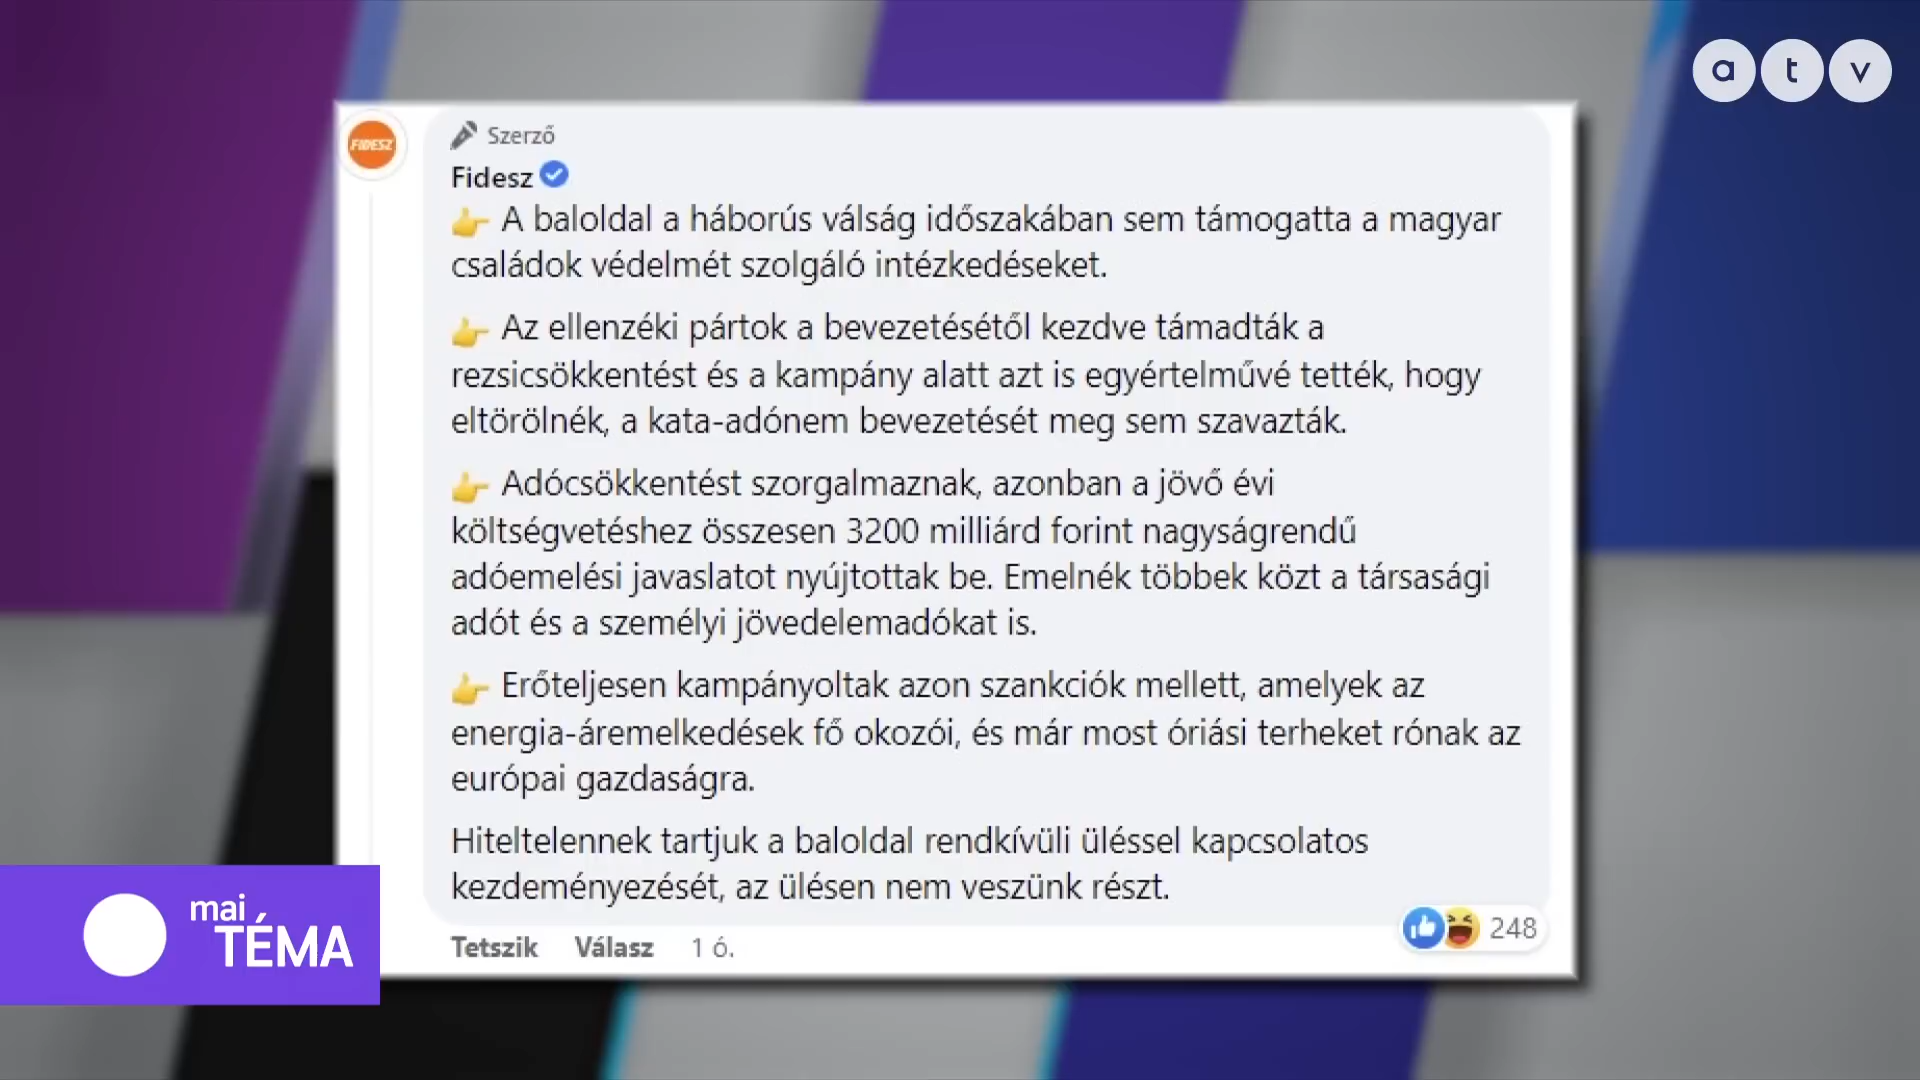 a t v
FIDESZ
Szerző
Fidesz
👉 A baloldal a háborús válság időszakában sem támogatta a magyar
családok védelmét szolgáló intézkedéseket.
👉 Az ellenzéki pártok a bevezetésétől kezdve támadták a
rezsicsökkentést és a kampány alatt azt is egyértelművé tették, hogy
eltörölnék, a kata-adónem bevezetését meg sem szavazták.
👉 Adócsökkentést szorgalmaznak, azonban a jövő évi
költségvetéshez összesen 3200 milliárd forint nagyságrendű
adóemelési javaslatot nyújtottak be. Emelnék többek közt a társasági
adót és a személyi jövedelemadókat is.
👉 Erőteljesen kampányoltak azon szankciók mellett, amelyek az
energia-áremelkedések fő okozói, és már most óriási terheket rónak az
európai gazdaságra.
Hiteltelennek tartjuk a baloldal rendkívüli üléssel kapcsolatos
kezdeményezését, az ülésen nem veszünk részt.
248
Tetszik Válasz 1 ó.
mai
TÉMA